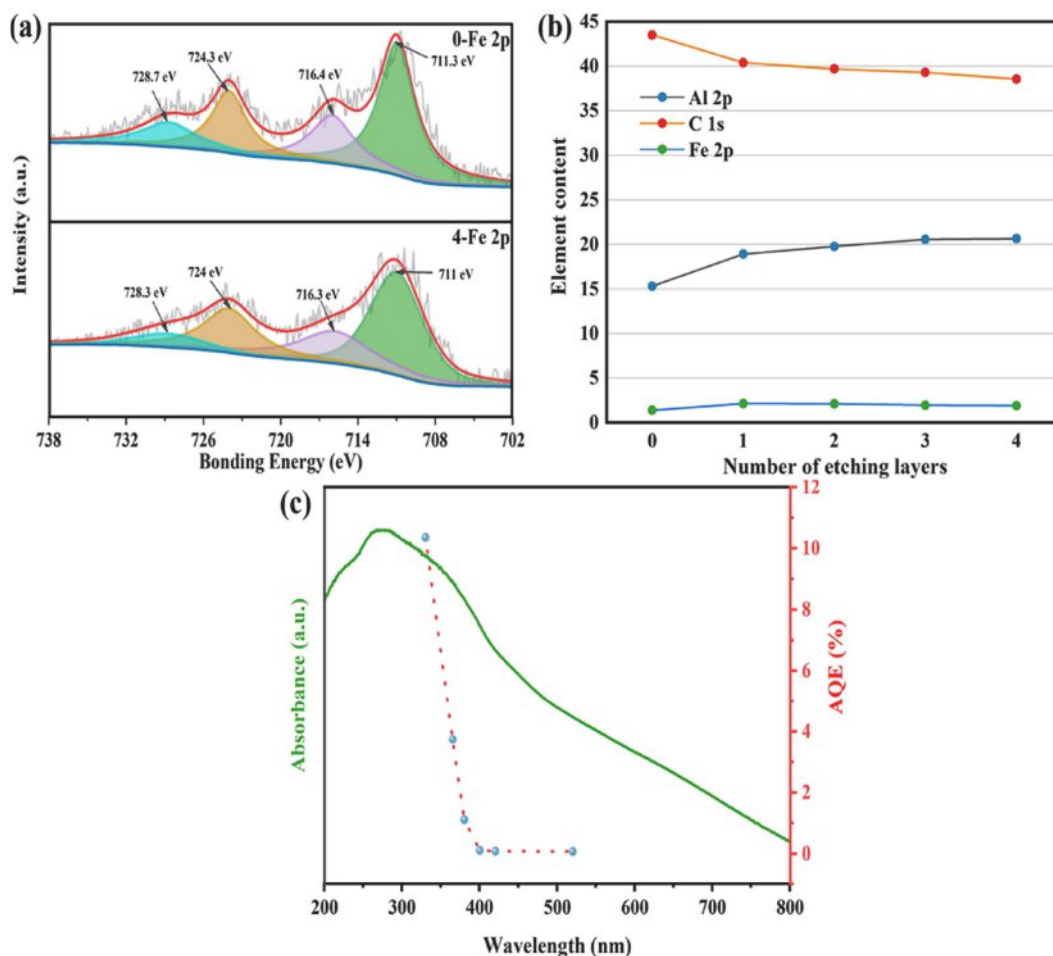 (a)
0-Fe 2p
728.7 eV
724.3 eV
716.4 eV
711.3 eV
4-Fe 2p
728.3 eV
724 eV
716.3 eV
711 eV
Intensity (a.u.)
738 732 726 720 714 708 702
Bonding Energy (eV)
(b)
45
40
35
30
25
20
15
10
5
0
Element content
Al 2p
C 1s
Fe 2p
0 1 2 3 4
Number of etching layers
(c)
Absorbance (a.u.)
12
10
8
6
4
2
0
AQE (%)
200 300 400 500 600 700 800
Wavelength (nm)